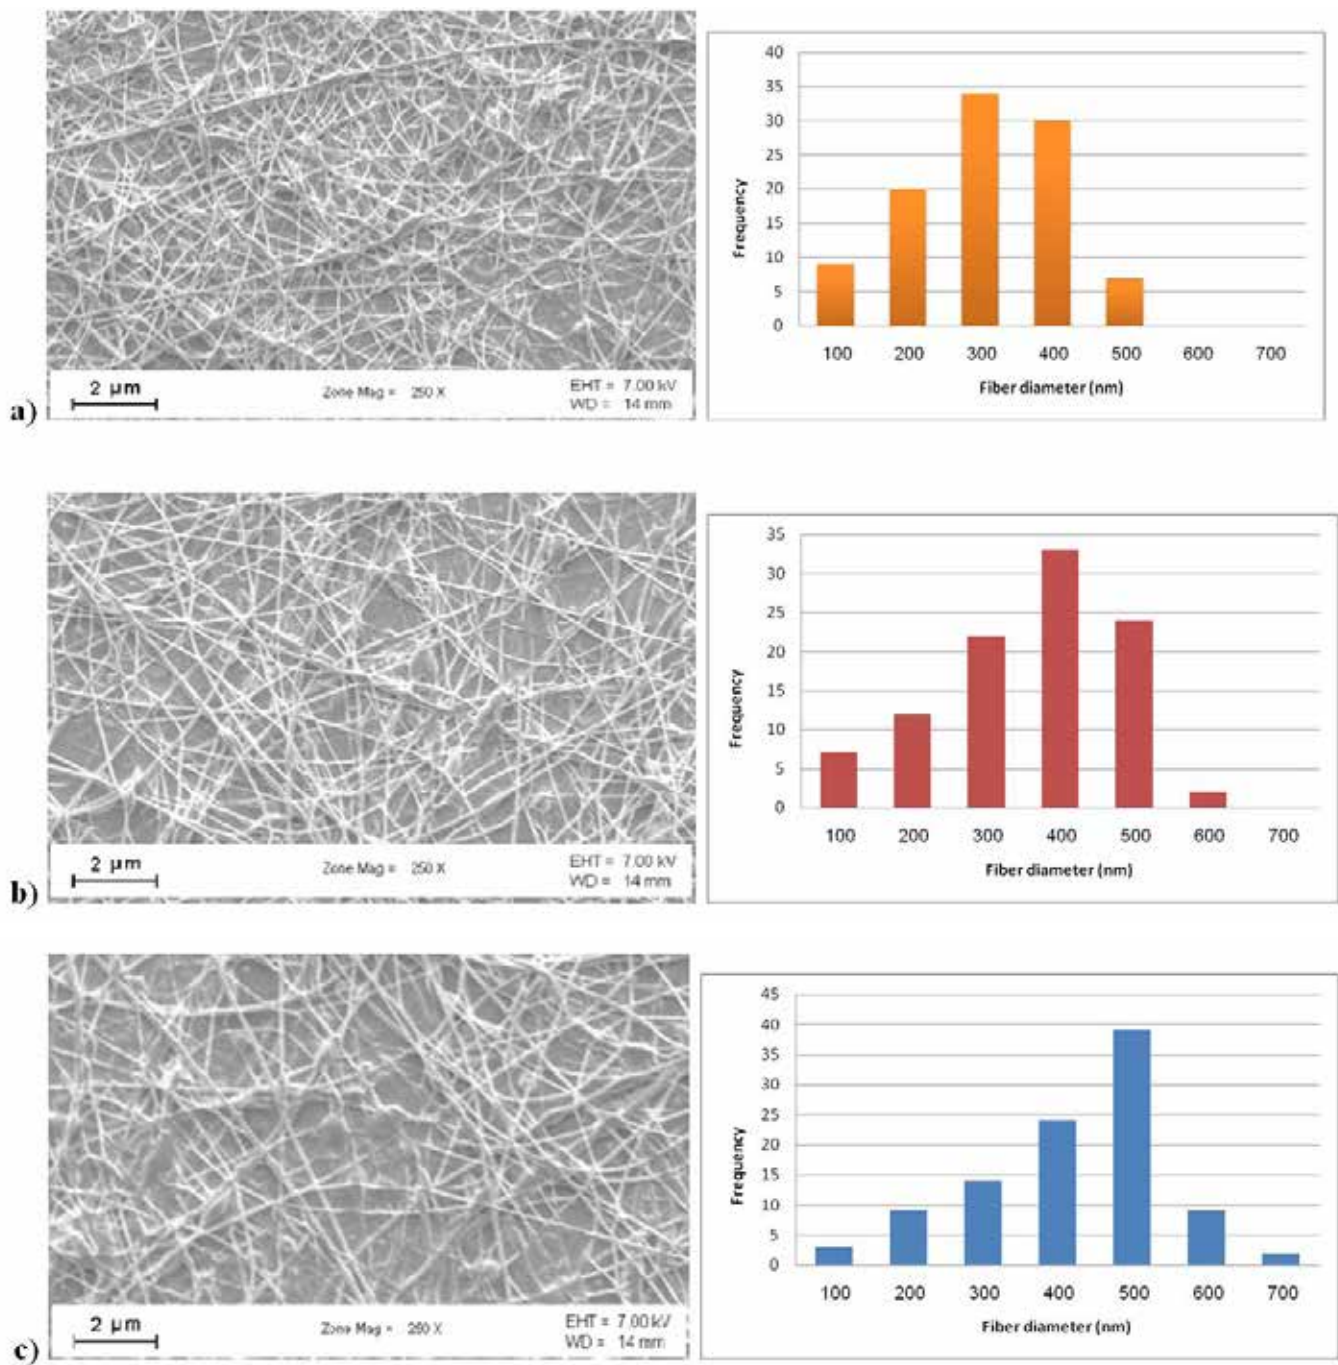 40
35
30
25
20
15
10
5
0
Frequency
100 200 300 400 500 600 700
Fiber diameter (nm)
2 µm
Zone Mag = 250 X
EHT = 7.00 kV
WD = 14 mm
a)
35
30
25
20
15
10
5
0
Frequency
100 200 300 400 500 600 700
Fiber diameter (nm)
2 µm
Zone Mag = 250 X
EHT = 7.00 kV
WD = 14 mm
b)
45
40
35
30
25
20
15
10
5
0
Frequency
100 200 300 400 500 600 700
Fiber diameter (nm)
2 µm
Zone Mag = 250 X
EHT = 7.00 kV
WD = 14 mm
c)